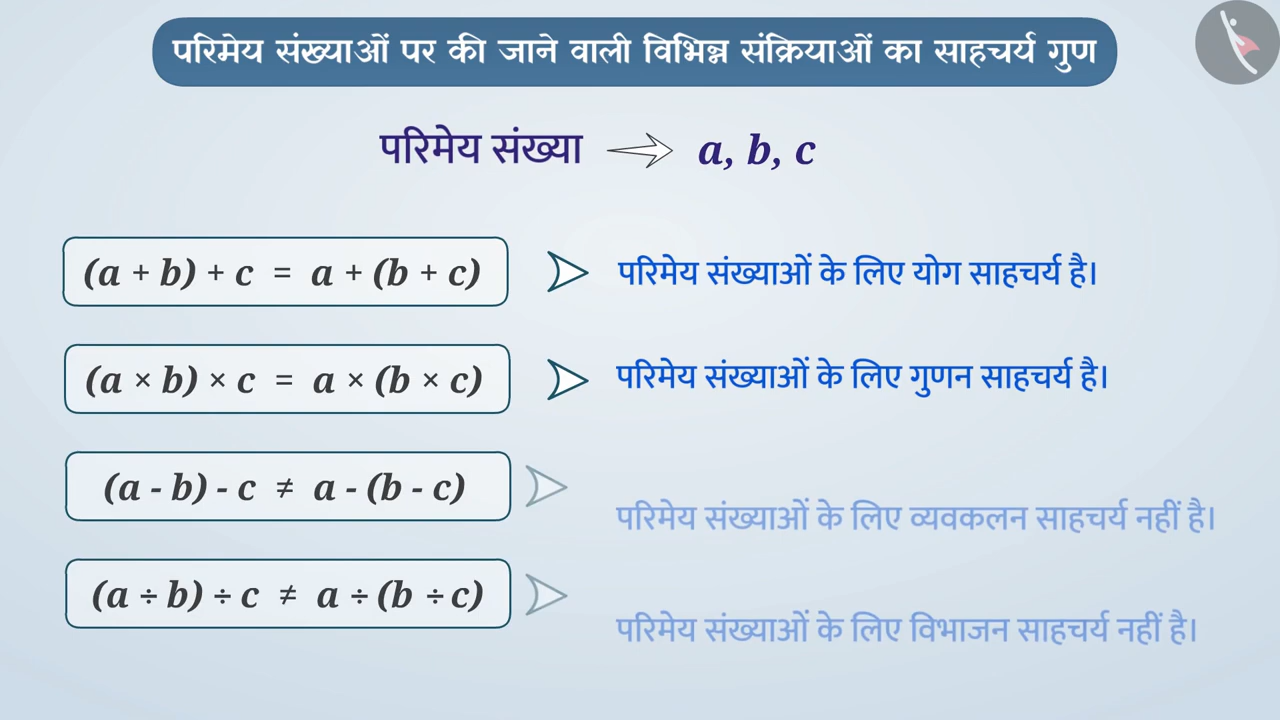 परिमेय संख्याओं पर की जाने वाली विभिन्न संक्रियाओं का साहचर्य गुण
परिमेय संख्या a, b, c
(a + b) + c = a + (b + c) परिमेय संख्याओं के लिए योग साहचर्य है।
(a × b) × c = a × (b × c) परिमेय संख्याओं के लिए गुणन साहचर्य है।
(a - b) - c ≠ a - (b - c) परिमेय संख्याओं के लिए व्यवकलन साहचर्य नहीं है।
(a ÷ b) ÷ c ≠ a ÷ (b ÷ c) परिमेय संख्याओं के लिए विभाजन साहचर्य नहीं है।